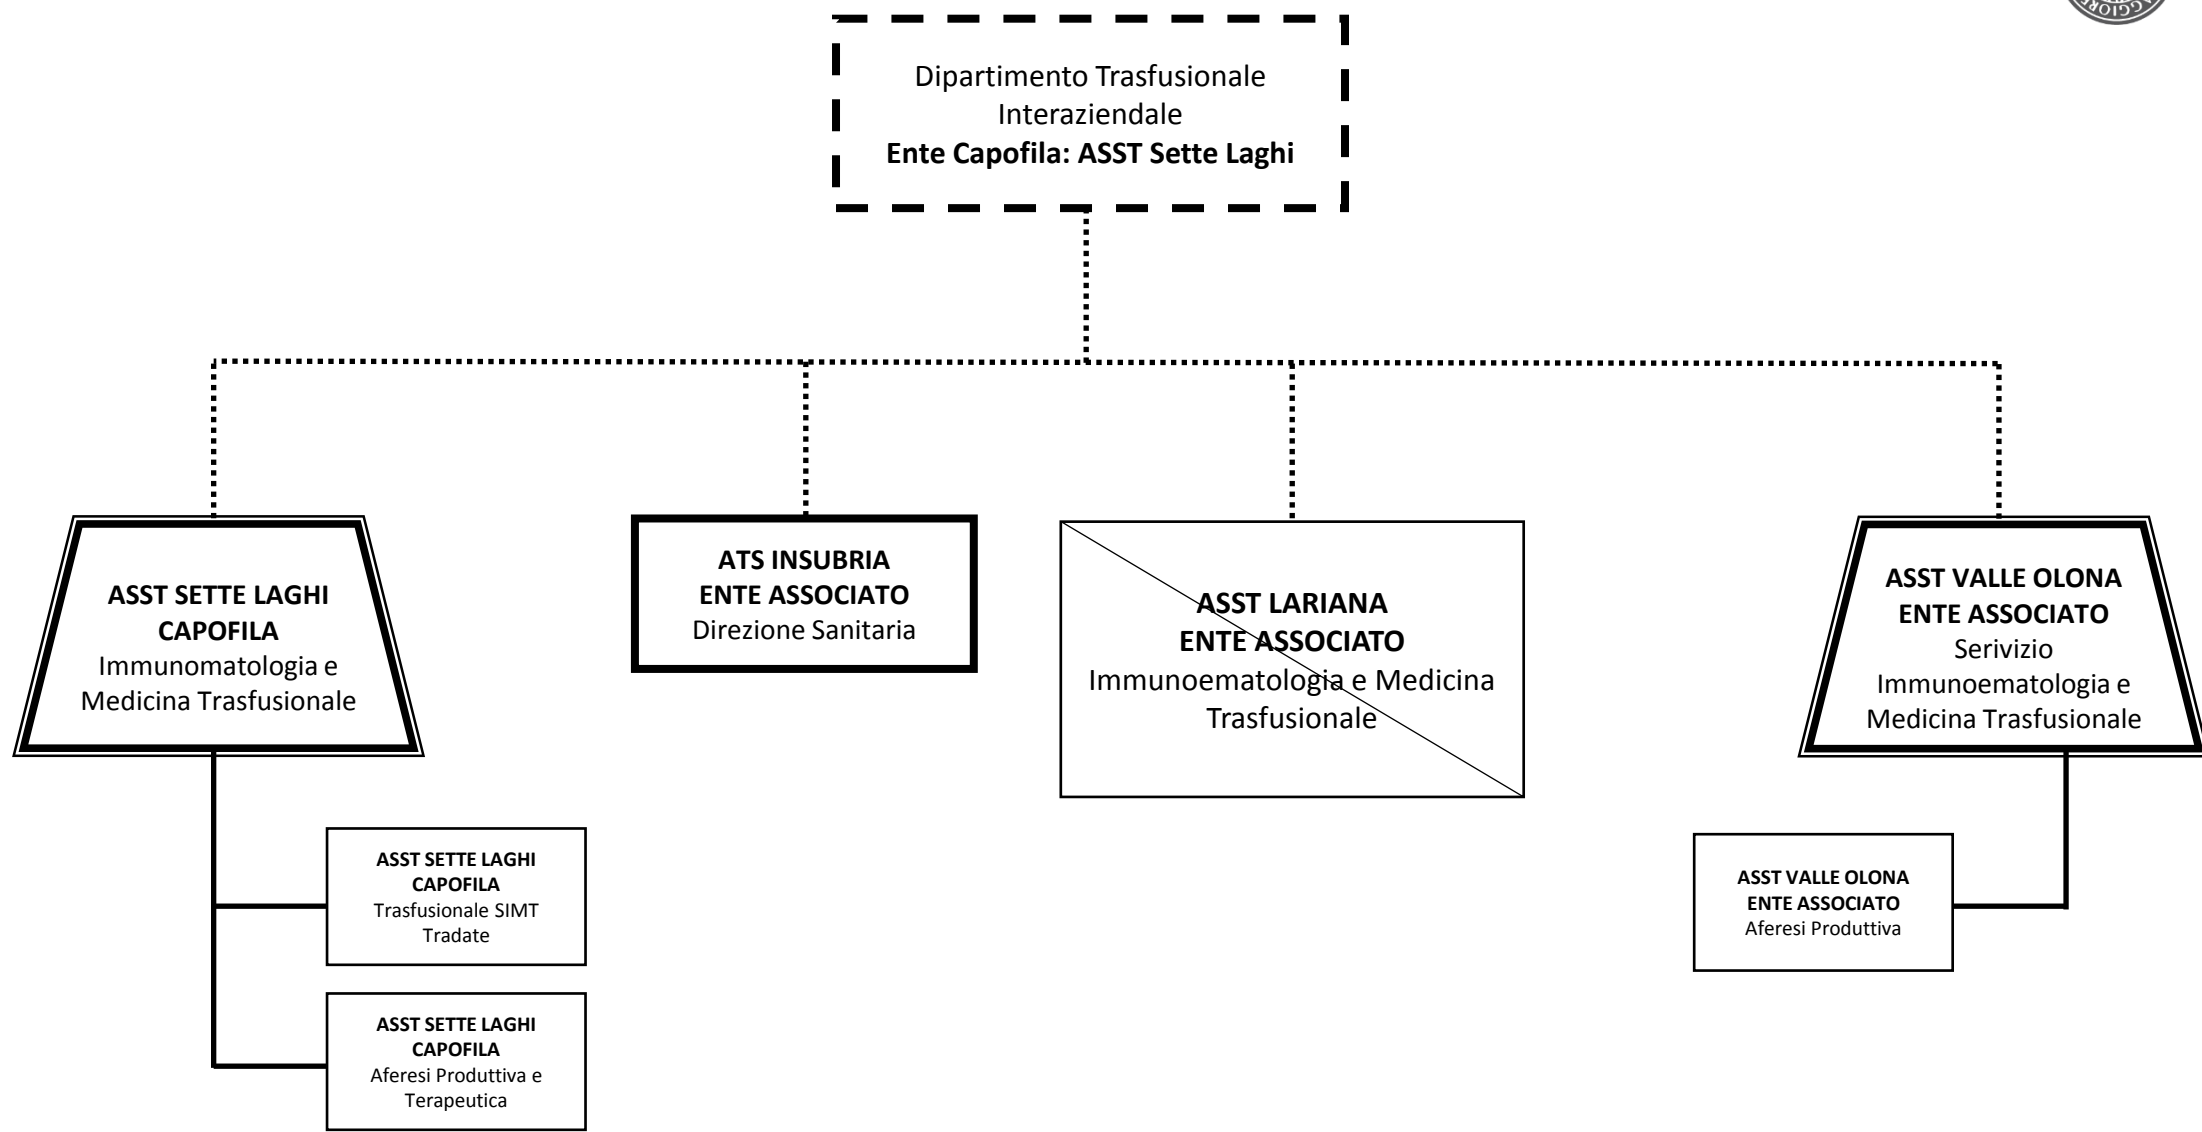 AGGIORE
Dipartimento Trasfusionale
Interaziendale
Ente Capofila: ASST Sette Laghi
ASST SETTE LAGHI
CAPOFILA
Immunomatologia e
Medicina Trasfusionale
ATS INSUBRIA
ENTE ASSOCIATO
Direzione Sanitaria
ASST LARIANA
ENTE ASSOCIATO
Immunoematologia e Medicina
Trasfusionale
ASST VALLE OLONA
ENTE ASSOCIATO
Serivizio
Immunoematologia e
Medicina Trasfusionale
ASST SETTE LAGHI
CAPOFILA
Trasfusionale SIMT
Tradate
ASST SETTE LAGHI
CAPOFILA
Aferesi Produttiva e
Terapeutica
ASST VALLE OLONA
ENTE ASSOCIATO
Aferesi Produttiva